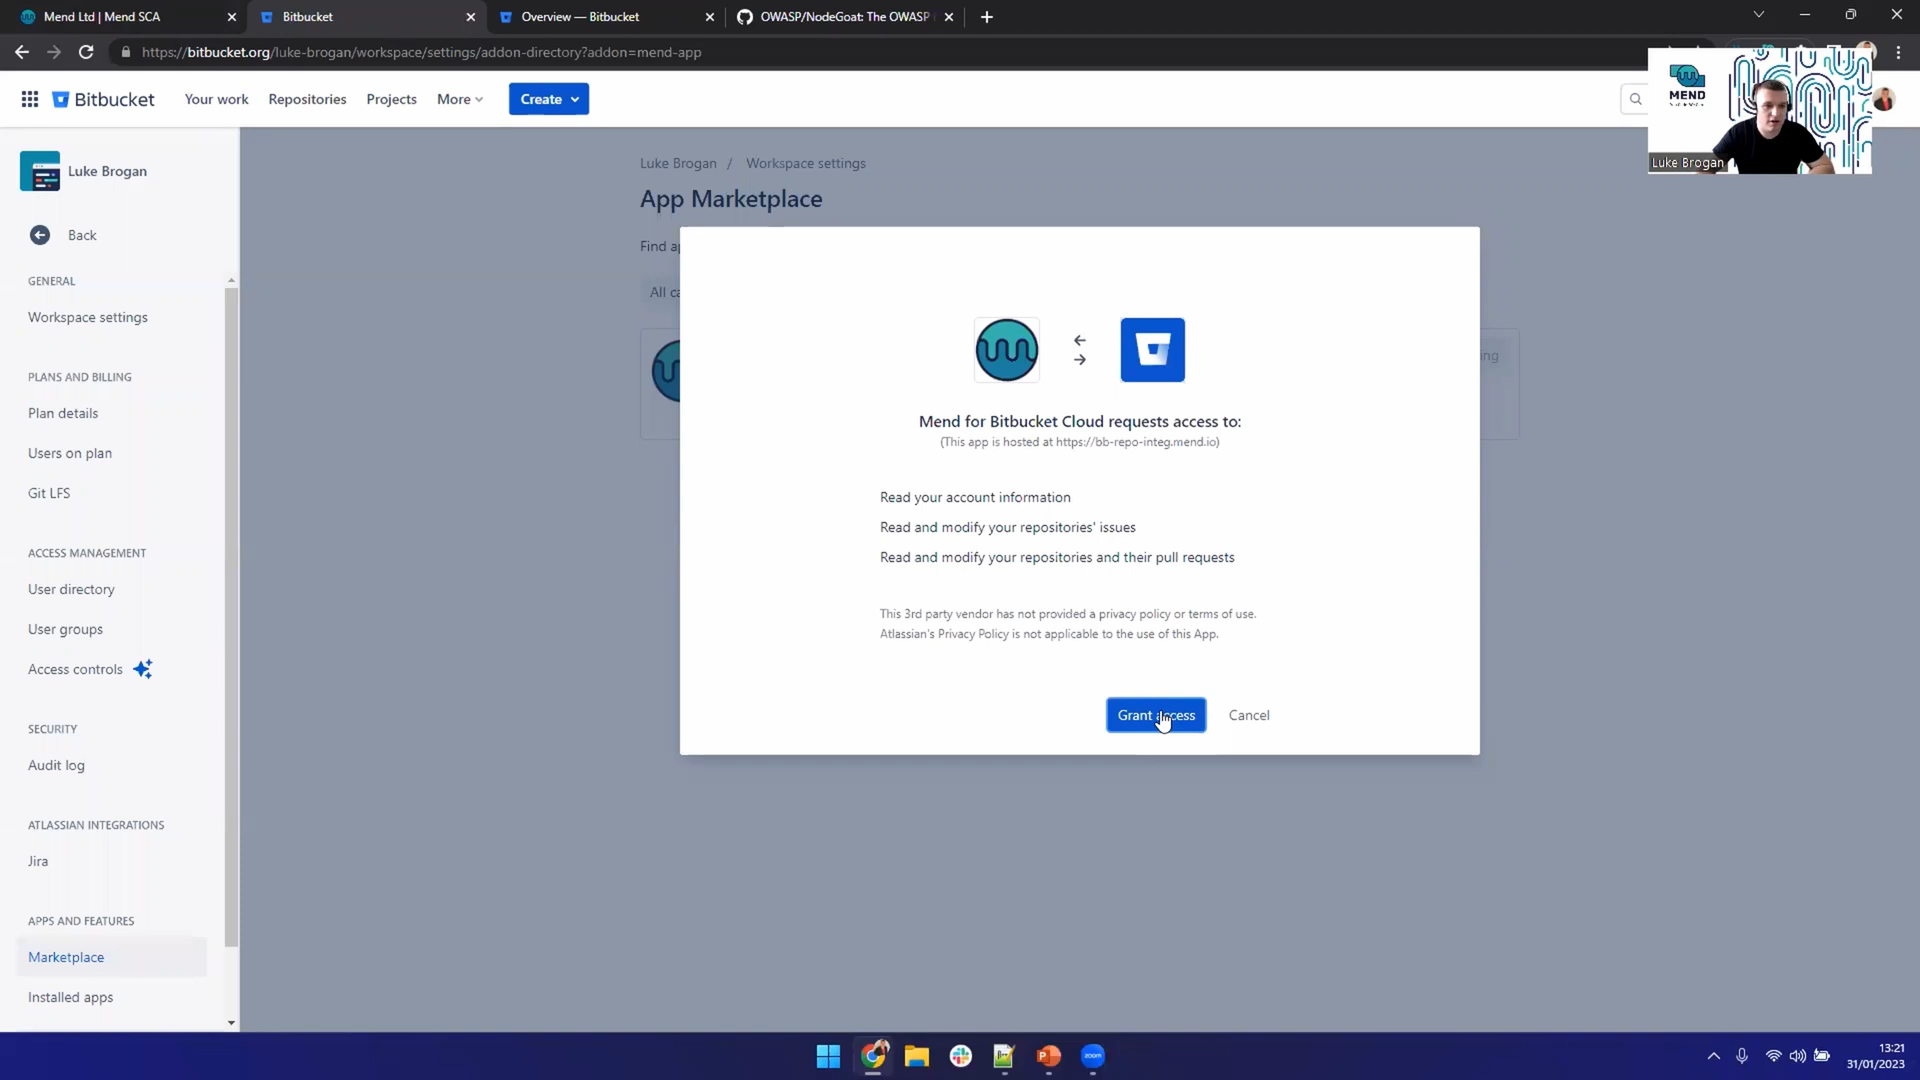 Mend Ltd | Mend SCA
Bitbucket
Overview — Bitbucket
OWASP/NodeGoat: The OWASP
https://bitbucket.org/luke-brogan/workspace/settings/addon-directory?addon=mend-app
Bitbucket
Your work
Repositories
Projects
More
Create
MEND
Luke Brogan
Luke Brogan
Back
GENERAL
Workspace settings
PLANS AND BILLING
Plan details
Users on plan
Git LFS
ACCESS MANAGEMENT
User directory
User groups
Access controls
SECURITY
Audit log
ATLASSIAN INTEGRATIONS
Jira
APPS AND FEATURES
Marketplace
Installed apps
Luke Brogan / Workspace settings
App Marketplace
Find ap
All ca
ing
Mend for Bitbucket Cloud requests access to:
(This app is hosted at https://bb-repo-integ.mend.io)
Read your account information
Read and modify your repositories' issues
Read and modify your repositories and their pull requests
This 3rd party vendor has not provided a privacy policy or terms of use.
Atlassian's Privacy Policy is not applicable to the use of this App.
Grant access
Cancel
zoom
13:21
31/01/2023